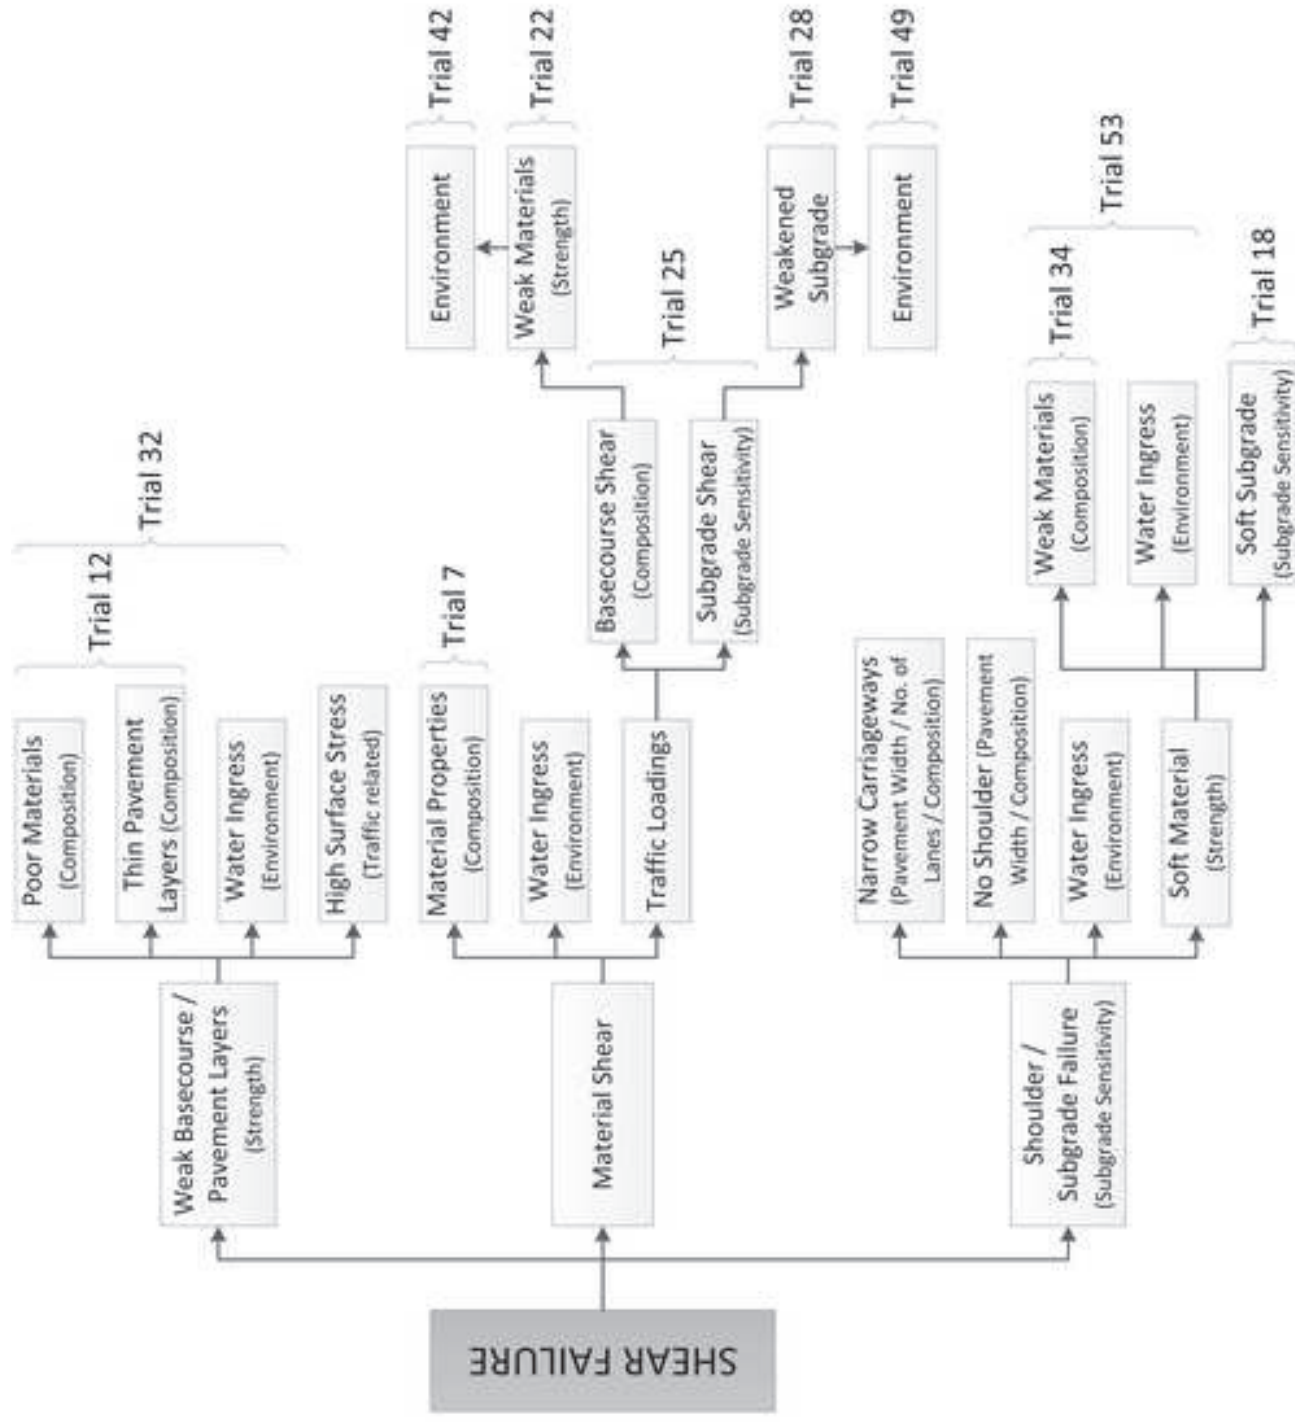 SHEAR FAILURE
Weak Basecourse /
Pavement Layers
(Strength)
Poor Materials
(Composition)
Thin Pavement
Layers (Composition)
Water Ingress
(Environment)
High Surface Stress
(Traffic related)
Trial 12
Trial 32
Material Shear
Material Properties
(Composition)
Trial 7
Water Ingress
(Environment)
Traffic Loadings
Basecourse Shear
(Composition)
Subgrade Shear
(Subgrade Sensitivity)
Trial 25
Environment
Trial 42
Weak Materials
(Strength)
Trial 22
Weakened
Subgrade
Trial 28
Environment
Trial 49
Shoulder /
Subgrade Failure
(Subgrade Sensitivity)
Narrow Carriageways
(Pavement Width / No. of
Lanes / Composition)
No Shoulder (Pavement
Width / Composition)
Water Ingress
(Environment)
Soft Material
(Strength)
Weak Materials
(Composition)
Trial 34
Water Ingress
(Environment)
Trial 53
Soft Subgrade
(Subgrade Sensitivity)
Trial 18